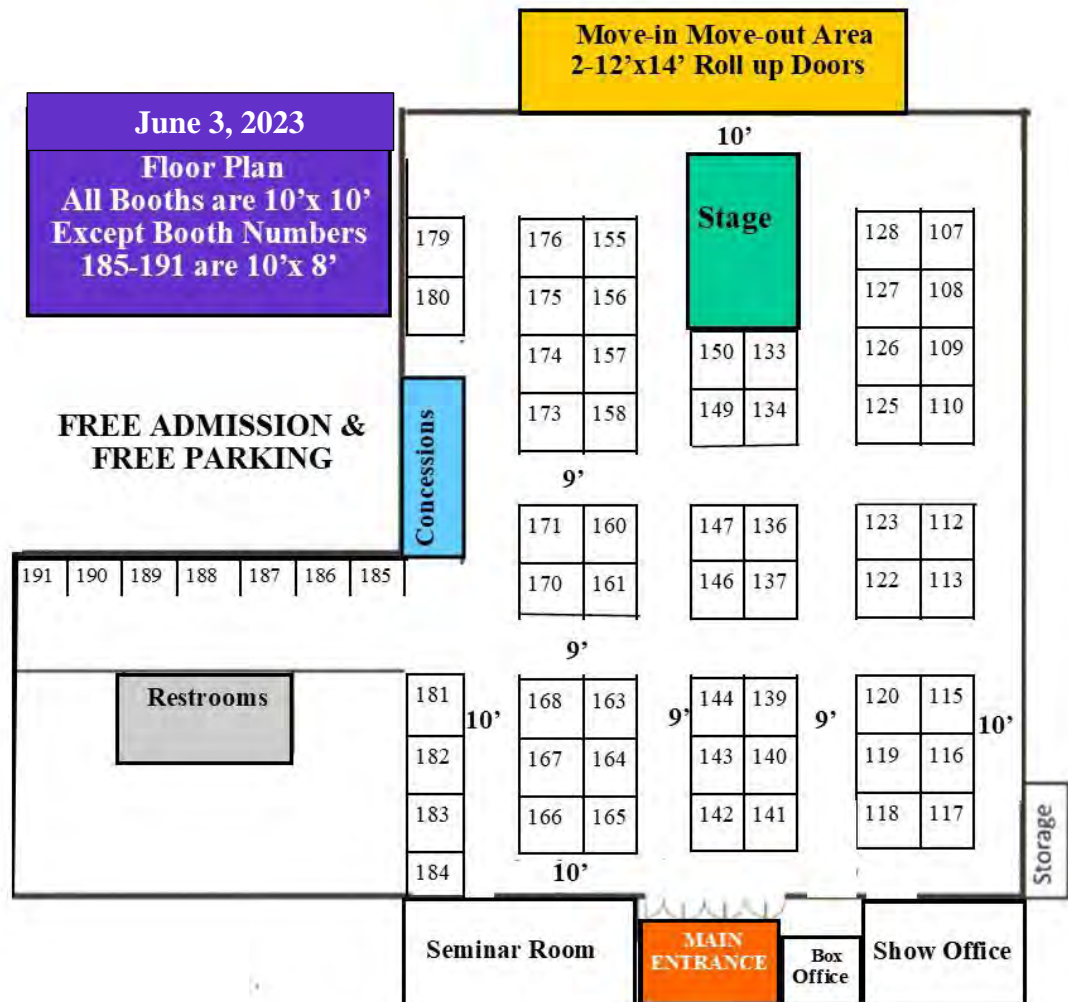 Move-in Move-out Area
2-12’x14’ Roll up Doors
June 3, 2023
Floor Plan
All Booths are 10’x 10’
Except Booth Numbers
185-191 are 10’x 8’
10’
Stage
179
176 155
128 107
180
175 156
127 108
174 157
150 133
126 109
173 158
149 134
125 110
FREE ADMISSION &
FREE PARKING
Concessions
9’
171 160
147 136
123 112
170 161
146 137
122 113
191 190 189 188 187 186 185
9’
Restrooms
181
10’
168 163
9’
144 139
9’
120 115
10’
182
167 164
143 140
119 116
183
166 165
142 141
118 117
184
10’
Storage
Seminar Room
MAIN
ENTRANCE
Box
Office
Show Office